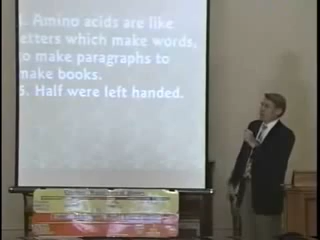 . Amino acids are like
etters which make words,
o make paragraphs to
make books.
5. Half were left handed.